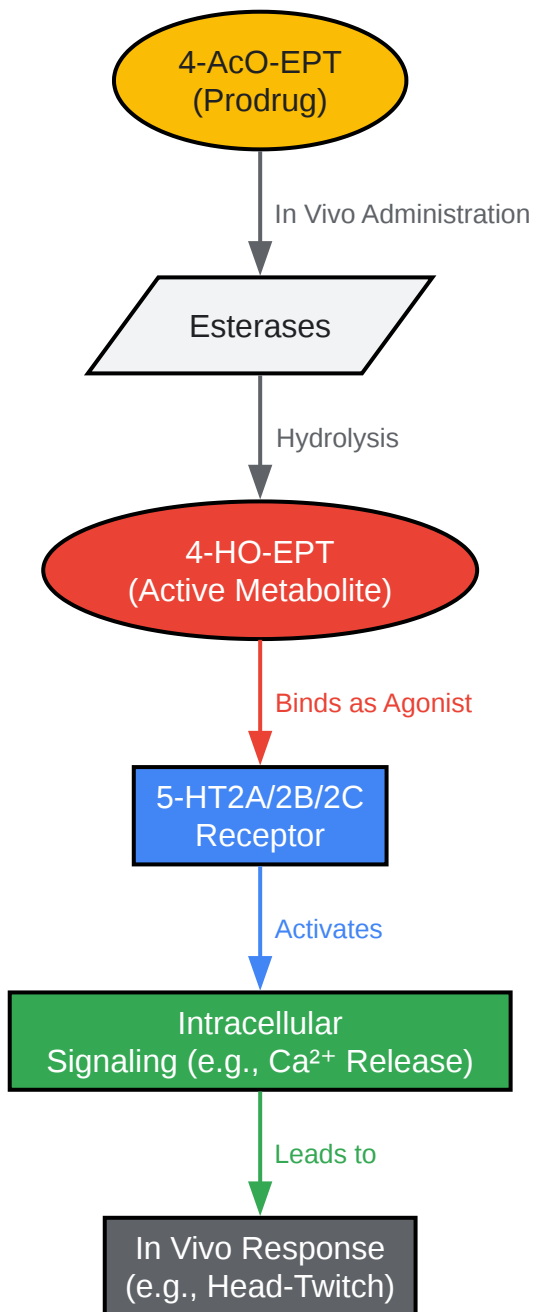 4-AcO-EPT
(Prodrug)
In Vivo Administration
Esterases
Hydrolysis
4-HO-EPT
(Active Metabolite)
Binds as Agonist
5-HT2A/2B/2C
Receptor
Activates
Intracellular
Signaling (e.g., Ca²⁺ Release)
Leads to
In Vivo Response
(e.g., Head-Twitch)